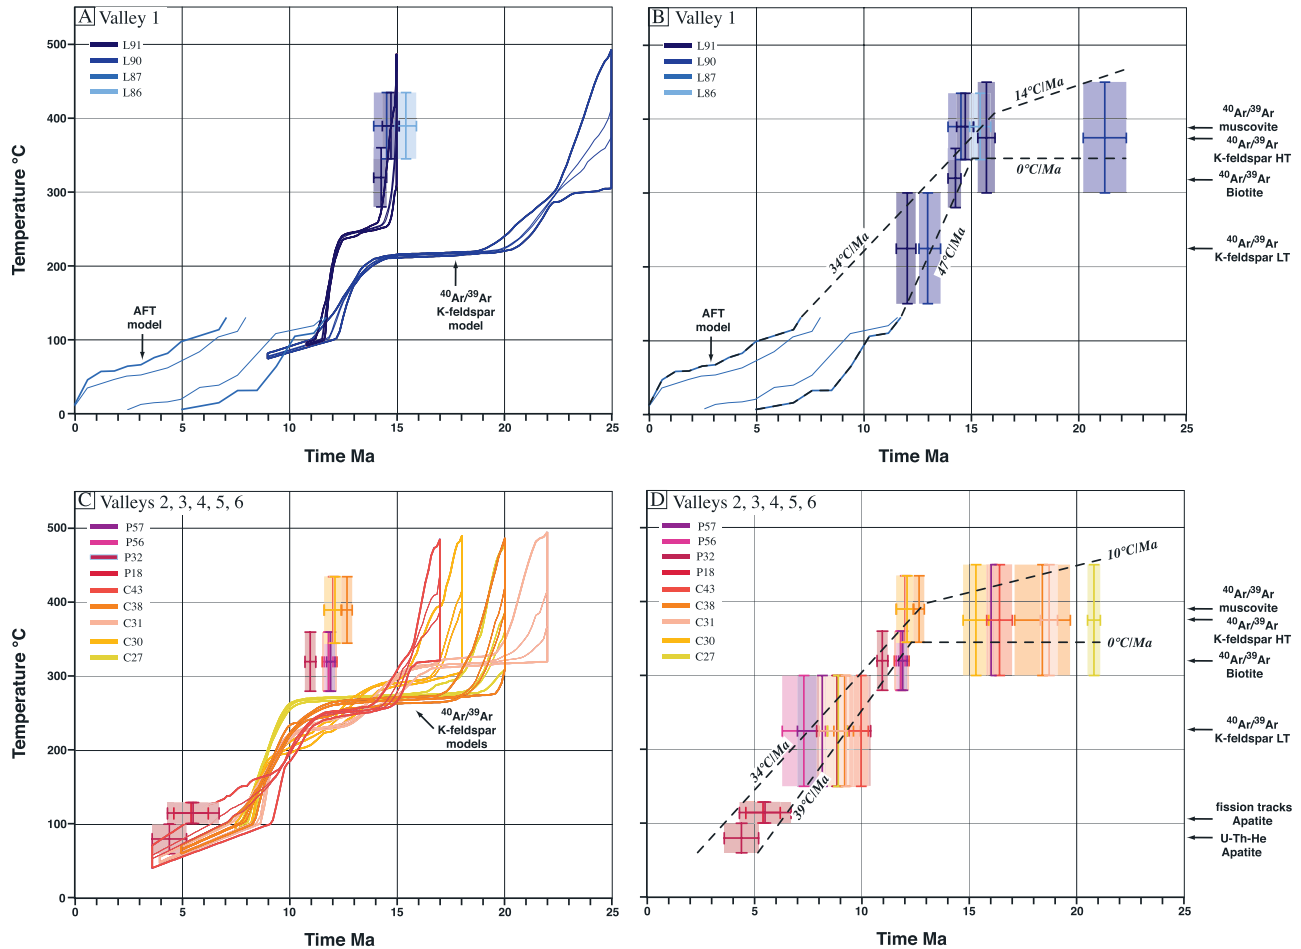 A Valley 1
500
400
300
200
100
0
L91
L90
L87
L86
AFT
model
40Ar/39Ar
K-feldspar
model
0 5 10 15 20 25
Temperature °C
Time Ma
B Valley 1
L91
L90
L87
L86
14°C/Ma
0°C/Ma
34°C/Ma
47°C/Ma
AFT
model
0 5 10 15 20 25
Time Ma
40Ar/39Ar
muscovite
40Ar/39Ar
K-feldspar HT
40Ar/39Ar
Biotite
40Ar/39Ar
K-feldspar LT
C Valleys 2, 3, 4, 5, 6
500
400
300
200
100
0
P57
P56
P32
P18
C43
C38
C31
C30
C27
40Ar/39Ar
K-feldspar
models
0 5 10 15 20 25
Temperature °C
Time Ma
D Valleys 2, 3, 4, 5, 6
P57
P56
P32
P18
C43
C38
C31
C30
C27
10°C/Ma
0°C/Ma
34°C/Ma
39°C/Ma
0 5 10 15 20 25
Time Ma
40Ar/39Ar
muscovite
40Ar/39Ar
K-feldspar HT
40Ar/39Ar
Biotite
40Ar/39Ar
K-feldspar LT
fission tracks
Apatite
U-Th-He
Apatite